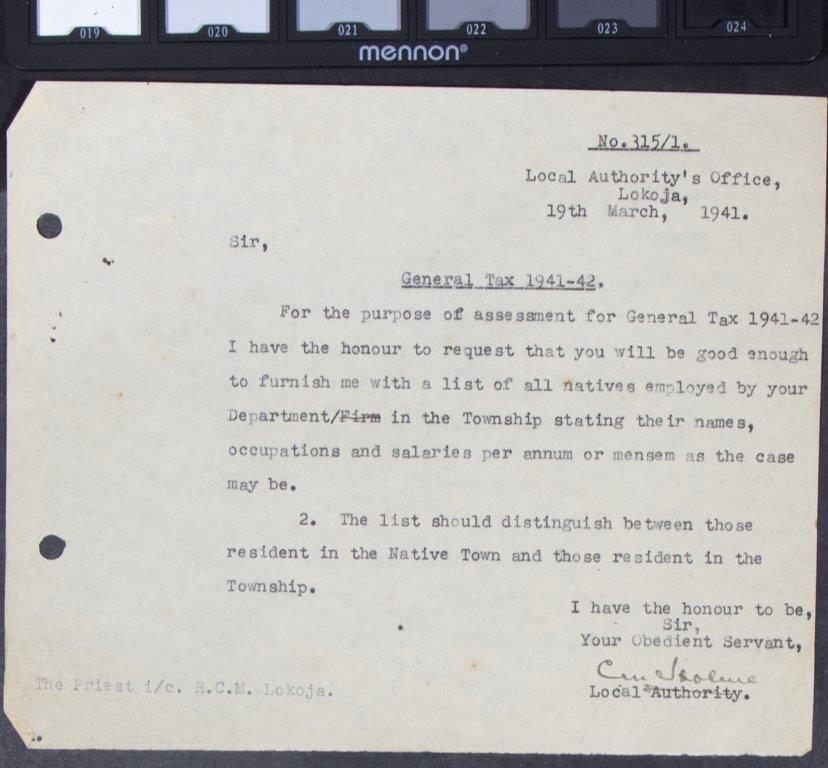 019 020 021 022 023 024
mennon®
No.315/1.
Local Authority's Office,
Lokoja,
19th March, 1941.
Sir,
General Tax 1941-42.
For the purpose of assessment for General Tax 1941-42
I have the honour to request that you will be good enough
to furnish me with a list of all natives employed by your
Department/Firm in the Township stating their names,
occupations and salaries per annum or mensem as the case
may be.
2. The list should distinguish between those
resident in the Native Town and those resident in the
Township.
I have the honour to be,
Sir,
Your Obedient Servant,
Local Authority.
The Priest i/c. R.C.M. Lokoja.